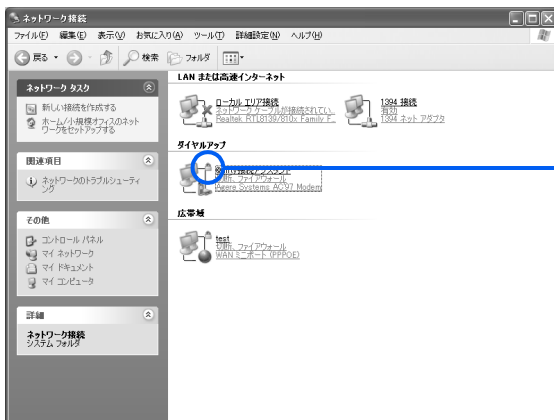 ネットワーク接続
ファイル(F) 編集(E) 表示(V) お気に入り(A) ツール(T) 詳細設定(N) ヘルプ(H)
戻る 検索 フォルダ
ネットワーク タスク
新しい接続を作成する
ホーム/小規模オフィスのネット
ワークをセットアップする
関連項目
ネットワークのトラブルシューティ
ング
その他
コントロール パネル
マイ ネットワーク
マイ ドキュメント
マイ コンピュータ
詳細
ネットワーク接続
システム フォルダ
LAN または高速インターネット
ローカル エリア接続
ネットワーク ケーブルが接続されてい...
Realtek RTL8139/810x Family F...
1394 接続
有効
1394 ネット アダプタ
ダイヤルアップ
接続アシスタント
切断、ファイアウォール
Agere Systems AC97 Modem
広帯域
test
切断、ファイアウォール
WAN ミニポート (PPPOE)